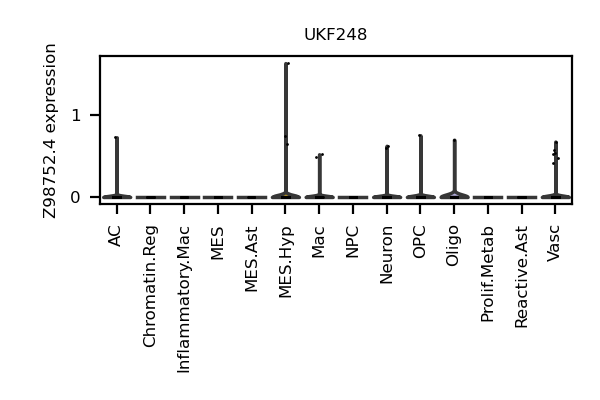 UKF248
Z98752.4 expression
1
0
AC
Chromatin.Reg
Inflammatory.Mac
MES
MES.Ast
MES.Hyp
Mac
NPC
Neuron
OPC
Oligo
Prolif.Metab
Reactive.Ast
Vasc